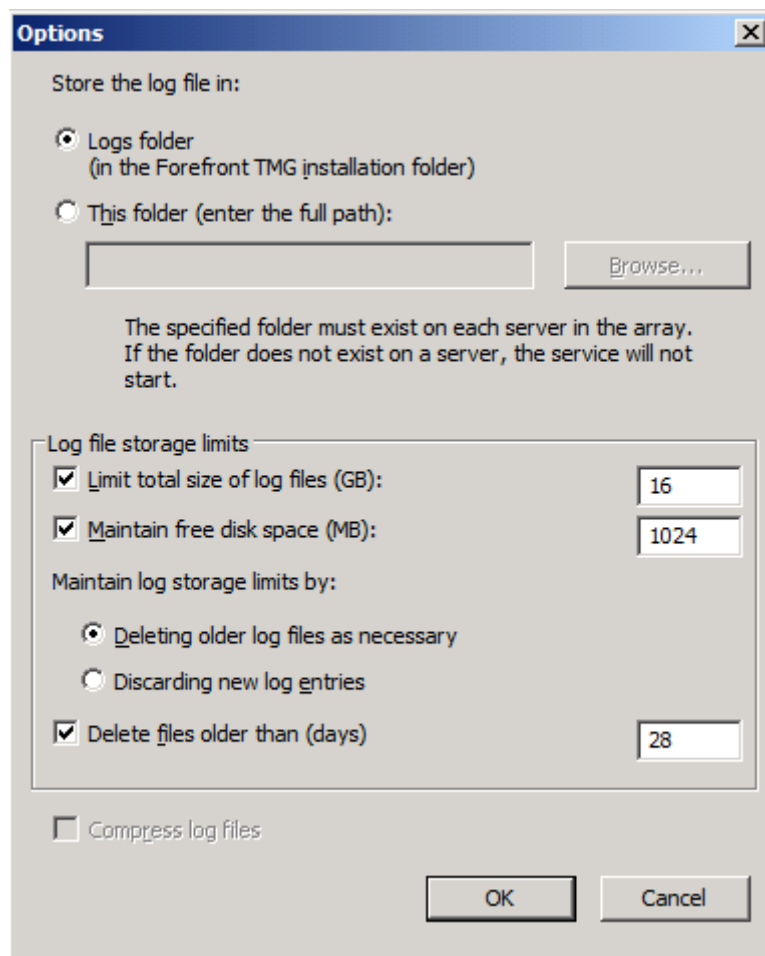 Options
Store the log file in:
Logs folder
(in the Forefront TMG installation folder)
This folder (enter the full path):
Browse...
The specified folder must exist on each server in the array.
If the folder does not exist on a server, the service will not
start.
Log file storage limits
Limit total size of log files (GB): 16
Maintain free disk space (MB): 1024
Maintain log storage limits by:
Deleting older log files as necessary
Discarding new log entries
Delete files older than (days) 28
Compress log files
OK Cancel